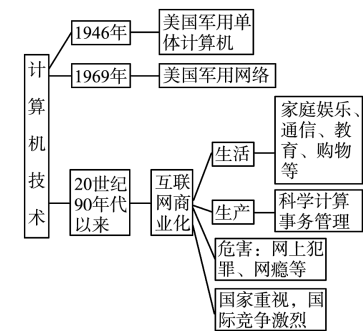 计
算
机
技
术
1946年
美国军用单
体计算机
1969年
美国军用网络
20世纪
90年代
以来
互联
网商
业化
生活
家庭娱乐、
通信、教
育、购物
等
生产
科学计算
事务管理
危害：网上犯
罪、网瘾等
国家重视，国
际竞争激烈